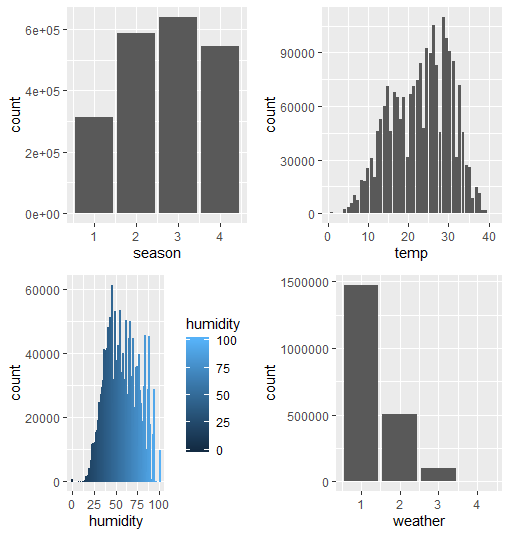 count
6e+05
4e+05
2e+05
0e+00
1 2 3 4
season
count
90000
60000
30000
0
0 10 20 30 40
temp
count
60000
40000
20000
0
0 25 50 75 100
humidity
humidity
100
75
50
25
0
count
1500000
1000000
500000
0
1 2 3 4
weather